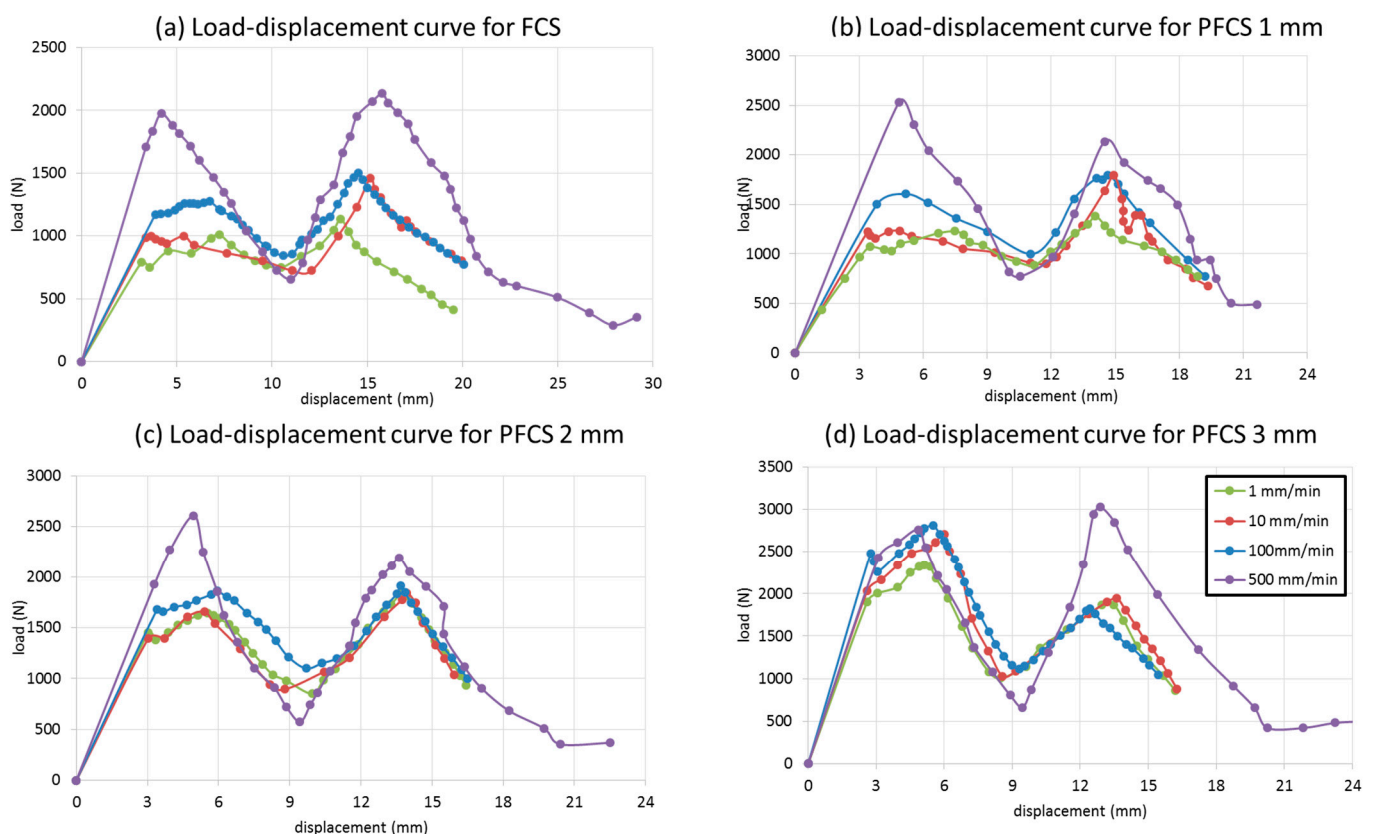 (a) Load-displacement curve for FCS
2500
2000
1500
1000
500
0
load (N)
0 5 10 15 20 25 30
displacement (mm)
(b) Load-displacement curve for PFCS 1 mm
3000
2500
2000
1500
1000
500
0
load (N)
0 3 6 9 12 15 18 21 24
displacement (mm)
(c) Load-displacement curve for PFCS 2 mm
3000
2500
2000
1500
1000
500
0
load (N)
0 3 6 9 12 15 18 21 24
displacement (mm)
(d) Load-displacement curve for PFCS 3 mm
3500
3000
2500
2000
1500
1000
500
0
load (N)
1 mm/min
10 mm/min
100mm/min
500 mm/min
0 3 6 9 12 15 18 21 24
displacement (mm)